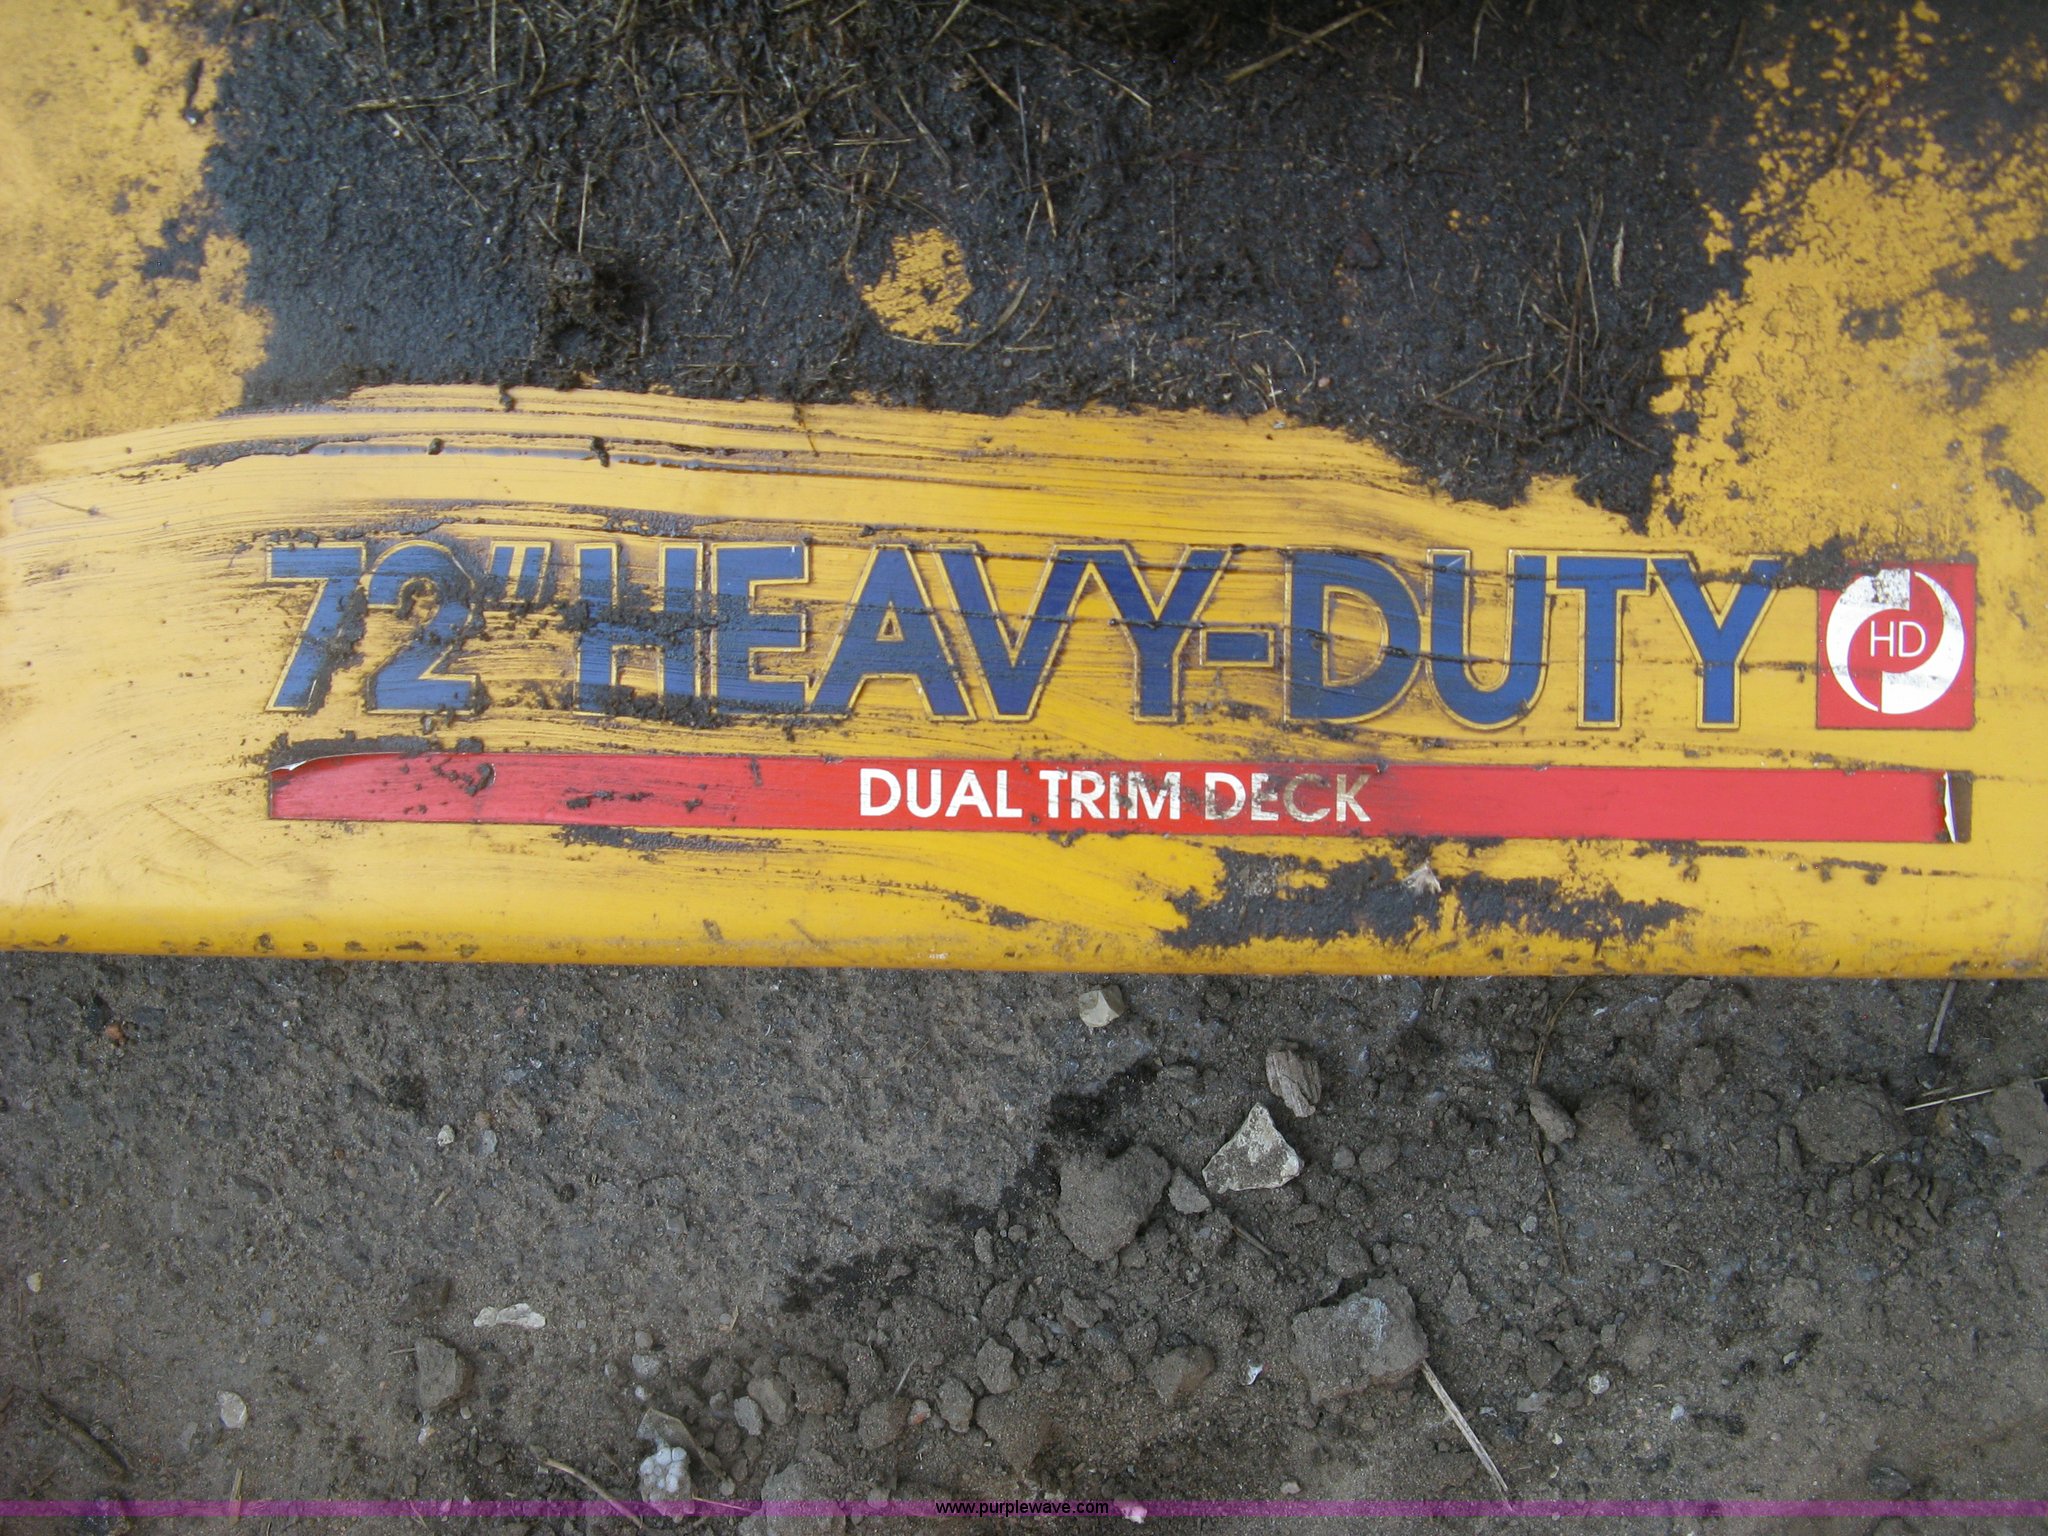 72" HEAVY-DUTY HD
DUAL TRIM DECK
www.purplewave.com